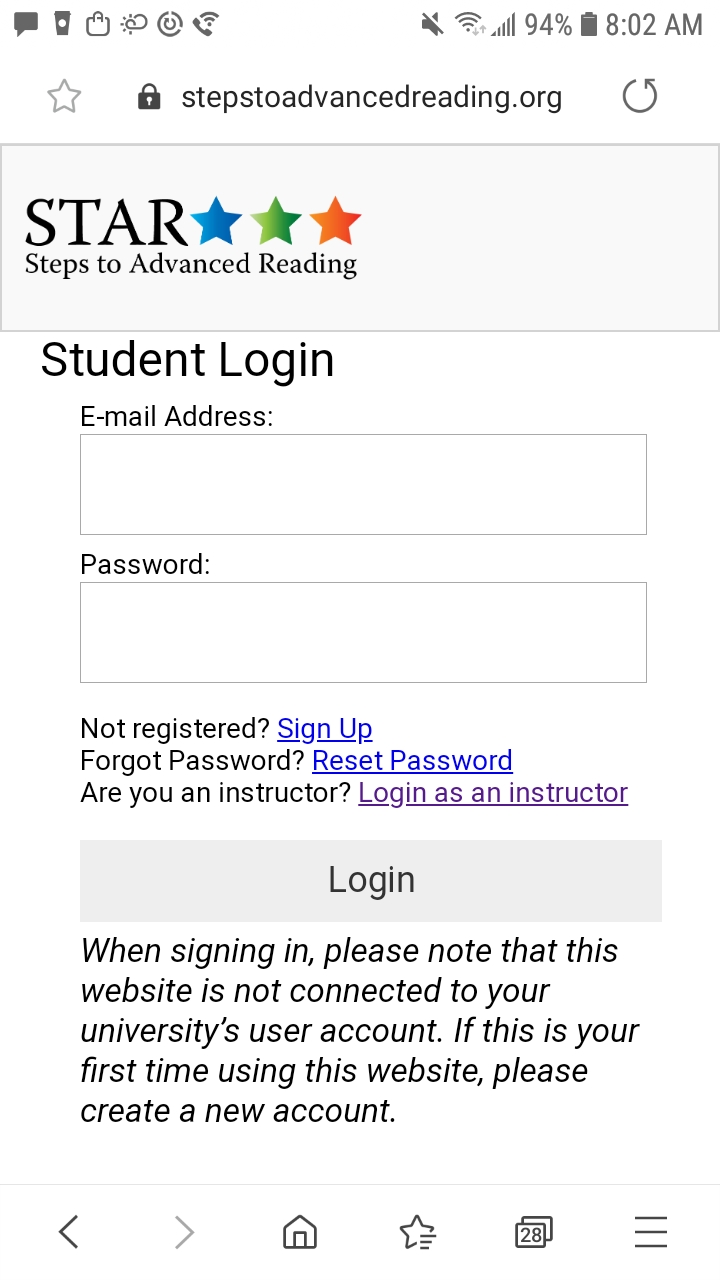 94% 8:02 AM
stepstoadvancedreading.org
STAR
Steps to Advanced Reading
Student Login
E-mail Address:
Password:
Not registered? Sign Up
Forgot Password? Reset Password
Are you an instructor? Login as an instructor
Login
When signing in, please note that this
website is not connected to your
university's user account. If this is your
first time using this website, please
create a new account.
28